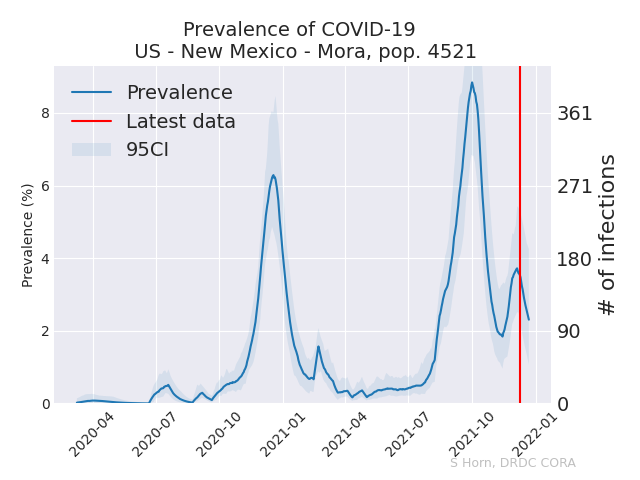 Prevalence of COVID-19
US - New Mexico - Mora, pop. 4521
Prevalence
Latest data
95CI
Prevalence (%)
8
6
4
2
0
361
271
180
90
0
# of infections
2020-04
2020-07
2020-10
2021-01
2021-04
2021-07
2021-10
2022-01
S Horn, DRDC CORA